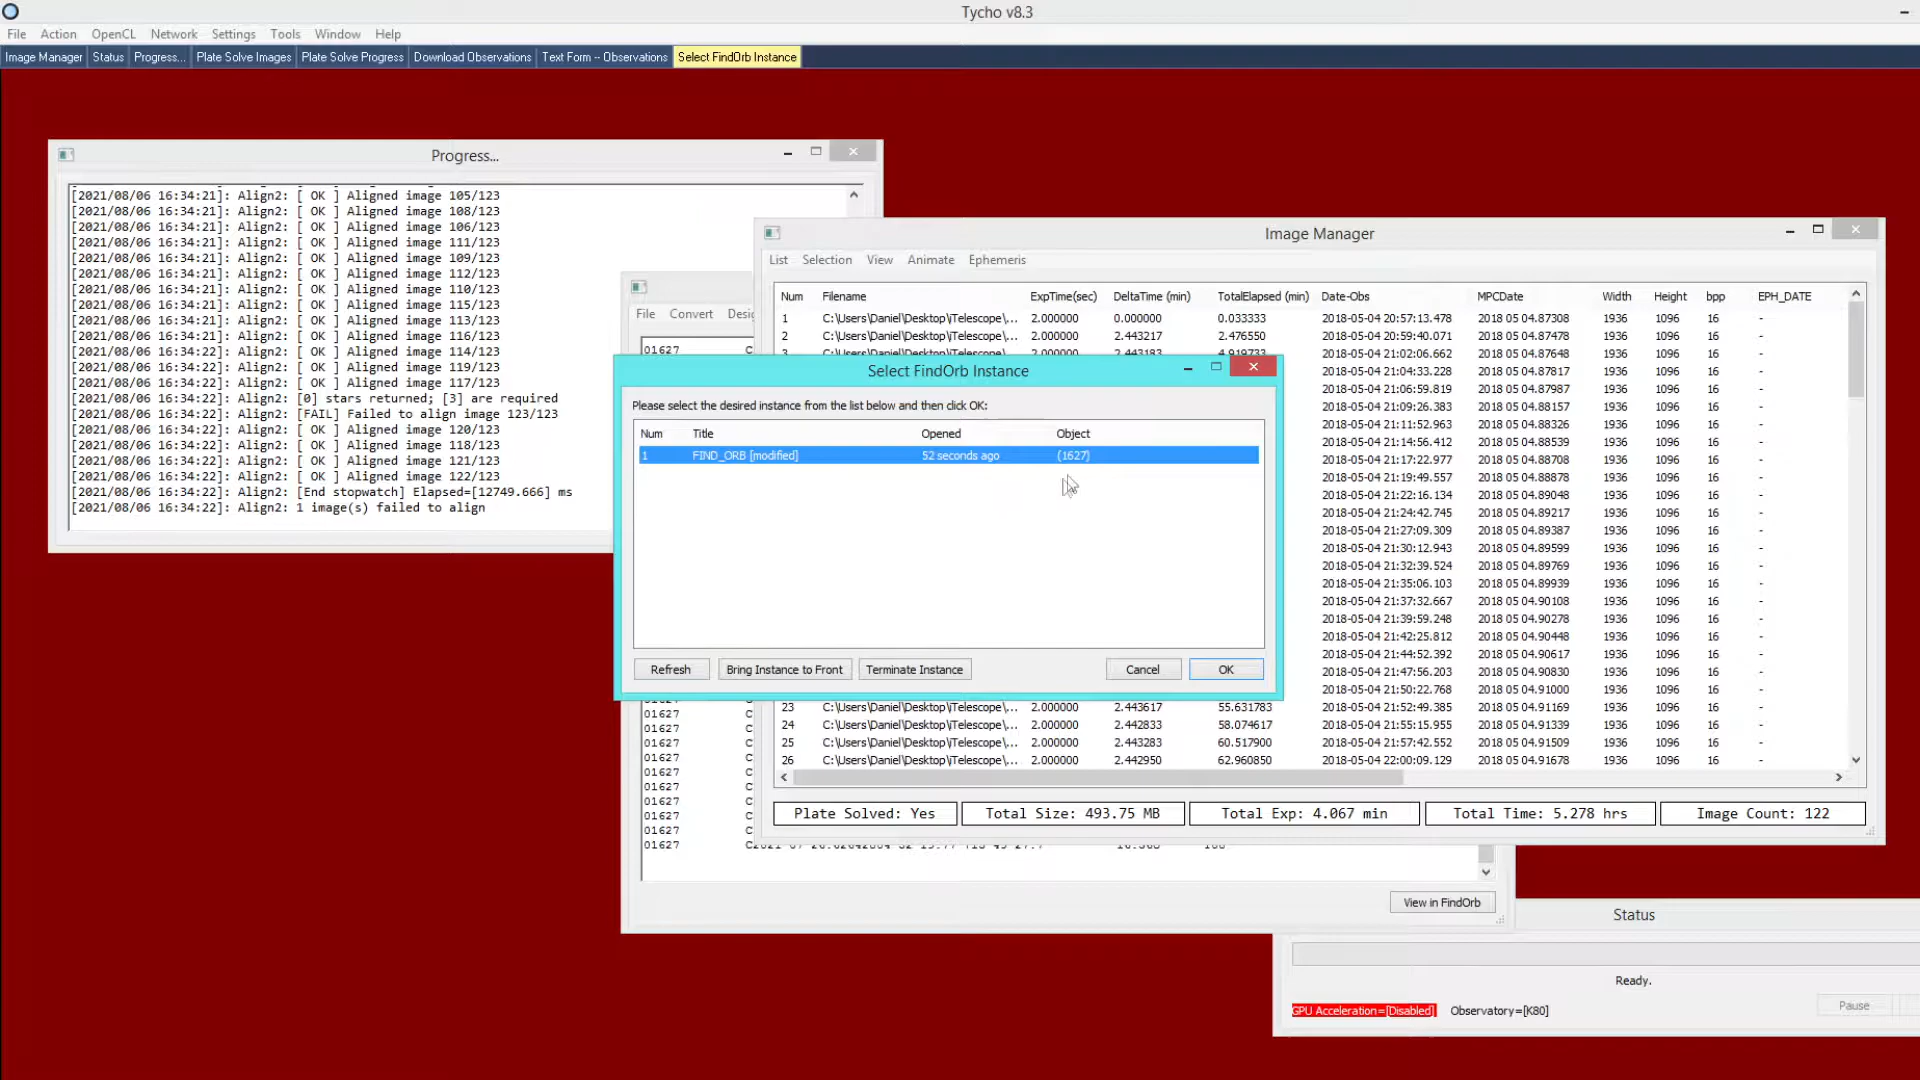 Tycho v8.3
File Action OpenCL Network Settings Tools Window Help
Image Manager Status Progress... Plate Solve Images Plate Solve Progress Download Observations Text Form -- Observations Select FindOrb Instance
Progress...
[2021/08/06 16:34:21]: Align2: [ OK ] Aligned image 105/123
[2021/08/06 16:34:21]: Align2: [ OK ] Aligned image 108/123
[2021/08/06 16:34:21]: Align2: [ OK ] Aligned image 106/123
[2021/08/06 16:34:21]: Align2: [ OK ] Aligned image 111/123
[2021/08/06 16:34:21]: Align2: [ OK ] Aligned image 109/123
[2021/08/06 16:34:21]: Align2: [ OK ] Aligned image 112/123
[2021/08/06 16:34:21]: Align2: [ OK ] Aligned image 110/123
[2021/08/06 16:34:21]: Align2: [ OK ] Aligned image 115/123
[2021/08/06 16:34:21]: Align2: [ OK ] Aligned image 113/123
[2021/08/06 16:34:21]: Align2: [ OK ] Aligned image 116/123
[2021/08/06 16:34:22]: Align2: [ OK ] Aligned image 114/123
[2021/08/06 16:34:22]: Align2: [ OK ] Aligned image 119/123
[2021/08/06 16:34:22]: Align2: [ OK ] Aligned image 117/123
[2021/08/06 16:34:22]: Align2: [0] stars returned; [3] are required
[2021/08/06 16:34:22]: Align2: [FAIL] Failed to align image 123/123
[2021/08/06 16:34:22]: Align2: [ OK ] Aligned image 120/123
[2021/08/06 16:34:22]: Align2: [ OK ] Aligned image 118/123
[2021/08/06 16:34:22]: Align2: [ OK ] Aligned image 121/123
[2021/08/06 16:34:22]: Align2: [ OK ] Aligned image 122/123
[2021/08/06 16:34:22]: Align2: [End stopwatch] Elapsed=[12749.666] ms
[2021/08/06 16:34:22]: Align2: 1 image(s) failed to align
File Convert Desig
01627 C
Image Manager
List Selection View Animate Ephemeris
Num Filename ExpTime(sec) DeltaTime (min) TotalElapsed (min) Date-Obs MPCDate Width Height bpp EPH_DATE
1 C:\Users\Daniel\Desktop\iTelescope\... 2.000000 0.000000 0.033333 2018-05-04 20:57:13.478 2018 05 04.87308 1936 1096 16 -
2 C:\Users\Daniel\Desktop\iTelescope\... 2.000000 2.443217 2.476550 2018-05-04 20:59:40.071 2018 05 04.87478 1936 1096 16 -
3 C:\Users\Daniel\Desktop\iTelescope\... 2.000000 2.443183 4.919733 2018-05-04 21:02:06.662 2018 05 04.87648 1936 1096 16 -
2018-05-04 21:04:33.228 2018 05 04.87817 1936 1096 16 -
2018-05-04 21:06:59.819 2018 05 04.87987 1936 1096 16 -
2018-05-04 21:09:26.383 2018 05 04.88157 1936 1096 16 -
2018-05-04 21:11:52.963 2018 05 04.88326 1936 1096 16 -
2018-05-04 21:14:56.412 2018 05 04.88539 1936 1096 16 -
2018-05-04 21:17:22.977 2018 05 04.88708 1936 1096 16 -
2018-05-04 21:19:49.557 2018 05 04.88878 1936 1096 16 -
2018-05-04 21:22:16.134 2018 05 04.89048 1936 1096 16 -
2018-05-04 21:24:42.745 2018 05 04.89217 1936 1096 16 -
2018-05-04 21:27:09.309 2018 05 04.89387 1936 1096 16 -
2018-05-04 21:30:12.943 2018 05 04.89599 1936 1096 16 -
2018-05-04 21:32:39.524 2018 05 04.89769 1936 1096 16 -
2018-05-04 21:35:06.103 2018 05 04.89939 1936 1096 16 -
2018-05-04 21:37:32.667 2018 05 04.90108 1936 1096 16 -
2018-05-04 21:39:59.248 2018 05 04.90278 1936 1096 16 -
2018-05-04 21:42:25.812 2018 05 04.90448 1936 1096 16 -
2018-05-04 21:44:52.392 2018 05 04.90617 1936 1096 16 -
2018-05-04 21:47:56.203 2018 05 04.90830 1936 1096 16 -
2018-05-04 21:50:22.768 2018 05 04.91000 1936 1096 16 -
23 C:\Users\Daniel\Desktop\iTelescope\... 2.000000 2.443617 55.631783 2018-05-04 21:52:49.385 2018 05 04.91169 1936 1096 16 -
24 C:\Users\Daniel\Desktop\iTelescope\... 2.000000 2.442833 58.074617 2018-05-04 21:55:15.955 2018 05 04.91339 1936 1096 16 -
25 C:\Users\Daniel\Desktop\iTelescope\... 2.000000 2.443283 60.517900 2018-05-04 21:57:42.552 2018 05 04.91509 1936 1096 16 -
26 C:\Users\Daniel\Desktop\iTelescope\... 2.000000 2.442950 62.960850 2018-05-04 22:00:09.129 2018 05 04.91678 1936 1096 16 -
Plate Solved: Yes Total Size: 493.75 MB Total Exp: 4.067 min Total Time: 5.278 hrs Image Count: 122
Select FindOrb Instance
Please select the desired instance from the list below and then click OK:
Num Title Opened Object
1 FIND_ORB [modified] 52 seconds ago (1627)
Refresh Bring Instance to Front Terminate Instance Cancel OK
01627 C
01627 C
01627 C
01627 C
01627 C
01627 C
01627 C
01627 C
01627 C
01627 C
01627
View in FindOrb
Status
Ready.
GPU Acceleration=[Disabled] Observatory=[K80]
Pause